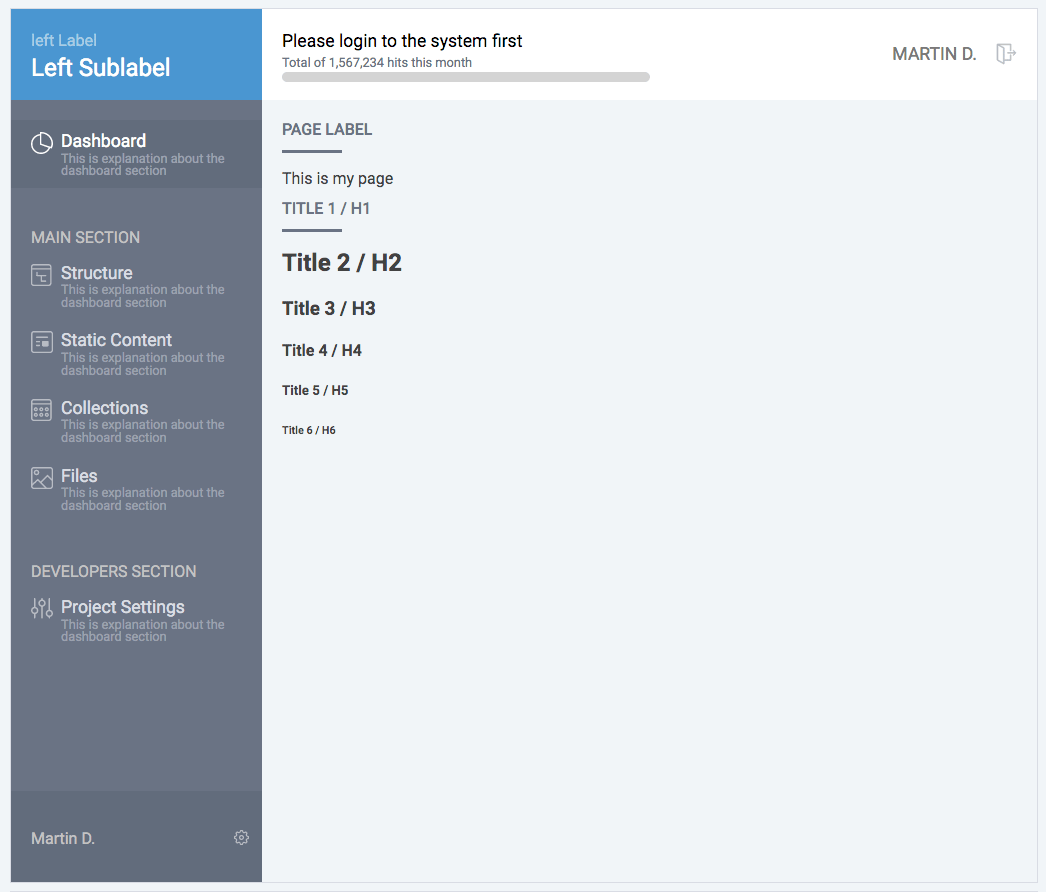 left Label
Left Sublabel
Please login to the system first
Total of 1,567,234 hits this month
MARTIN D.
Dashboard
This is explanation about the
dashboard section
MAIN SECTION
Structure
This is explanation about the
dashboard section
Static Content
This is explanation about the
dashboard section
Collections
This is explanation about the
dashboard section
Files
This is explanation about the
dashboard section
DEVELOPERS SECTION
Project Settings
This is explanation about the
dashboard section
Martin D.
PAGE LABEL
This is my page
TITLE 1 / H1
Title 2 / H2
Title 3 / H3
Title 4 / H4
Title 5 / H5
Title 6 / H6